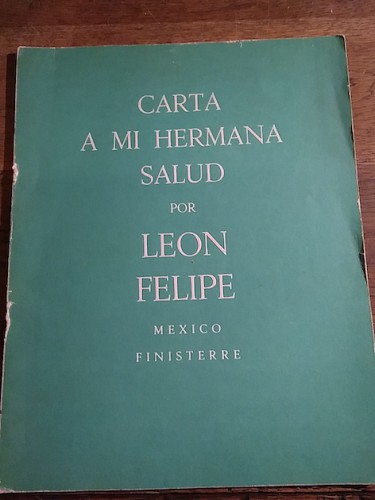 CARTA
A MI HERMANA
SALUD
POR
LEON
FELIPE
MEXICO
FINISTERRE